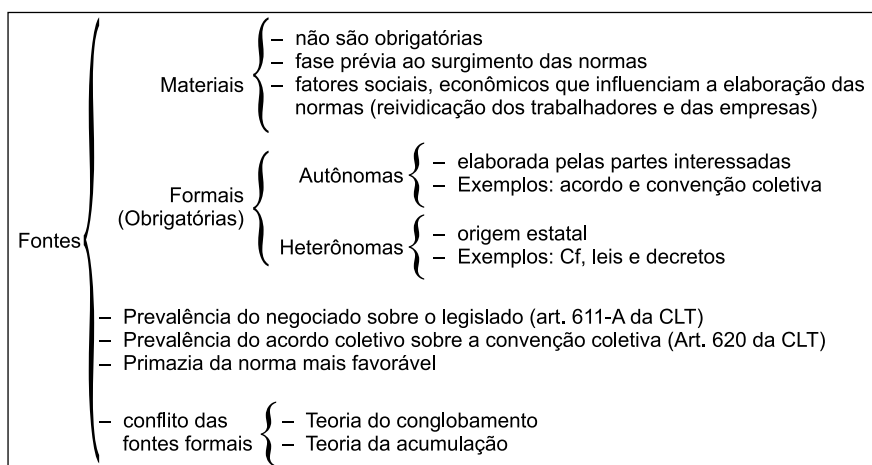 – não são obrigatórias
– fase prévia ao surgimento das normas
Materiais
– fatores sociais, econômicos que influenciam a elaboração das
normas (reividicação dos trabalhadores e das empresas)
Formais
(Obrigatórias)
Autônomas
– elaborada pelas partes interessadas
– Exemplos: acordo e convenção coletiva
Fontes
Heterônomas
– origem estatal
– Exemplos: Cf, leis e decretos
– Prevalência do negociado sobre o legislado (art. 611-A da CLT)
– Prevalência do acordo coletivo sobre a convenção coletiva (Art. 620 da CLT)
– Primazia da norma mais favorável
– conflito das
fontes formais
– Teoria do conglobamento
– Teoria da acumulação